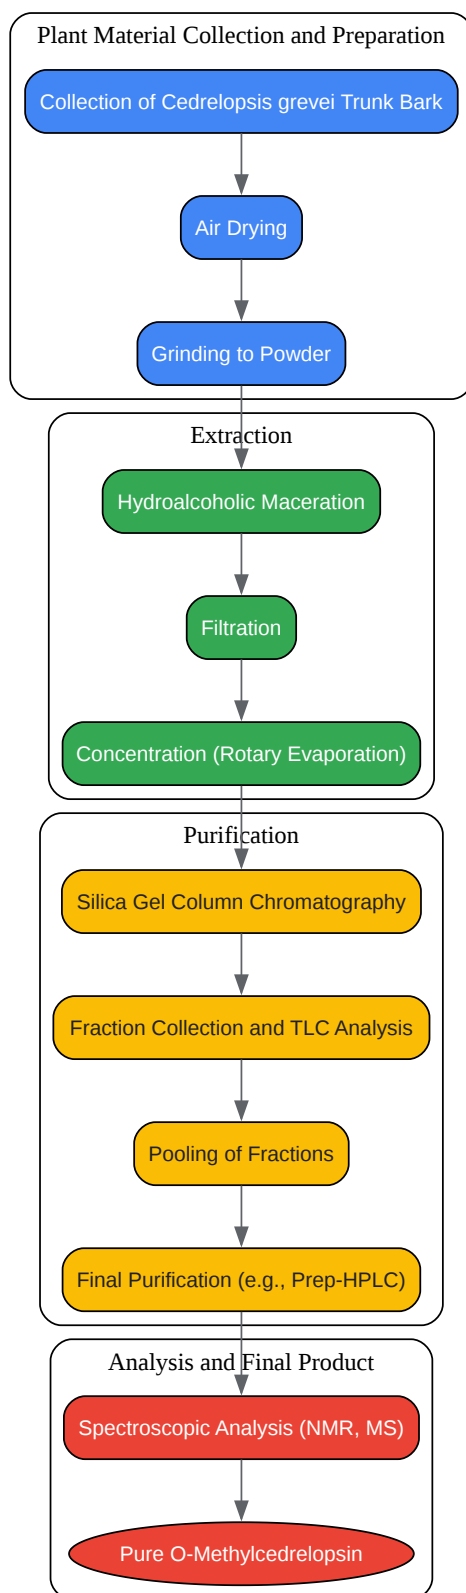 Plant Material Collection and Preparation
Collection of Cedrelopsis grevei Trunk Bark
Air Drying
Grinding to Powder
Extraction
Hydroalcoholic Maceration
Filtration
Concentration (Rotary Evaporation)
Purification
Silica Gel Column Chromatography
Fraction Collection and TLC Analysis
Pooling of Fractions
Final Purification (e.g., Prep-HPLC)
Analysis and Final Product
Spectroscopic Analysis (NMR, MS)
Pure O-Methylcedrelopsin